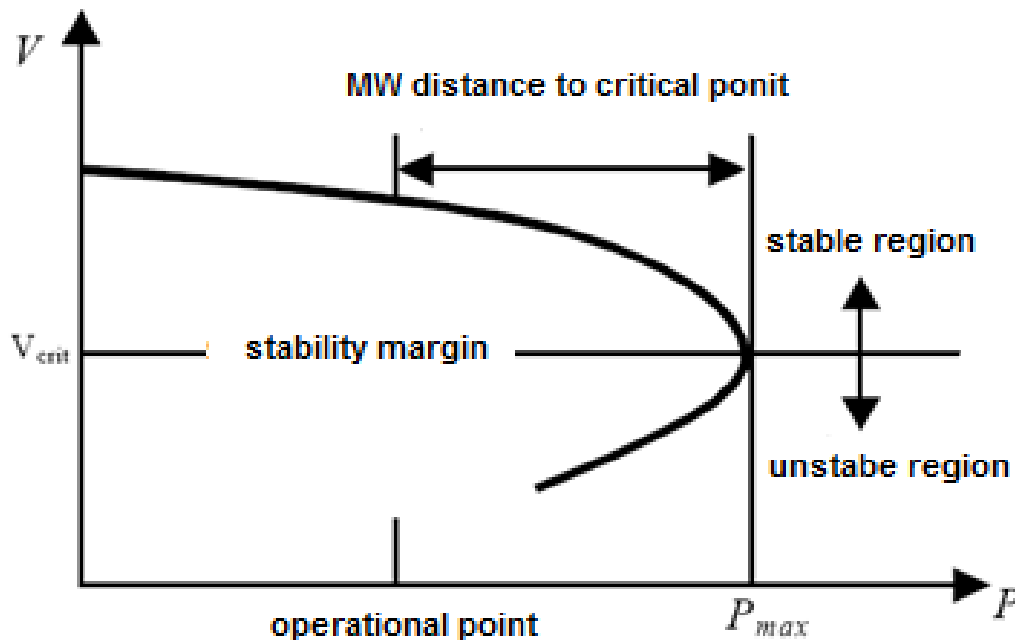 V
MW distance to critical ponit
stable region
V_crit
stability margin
unstabe region
operational point
P_max
P